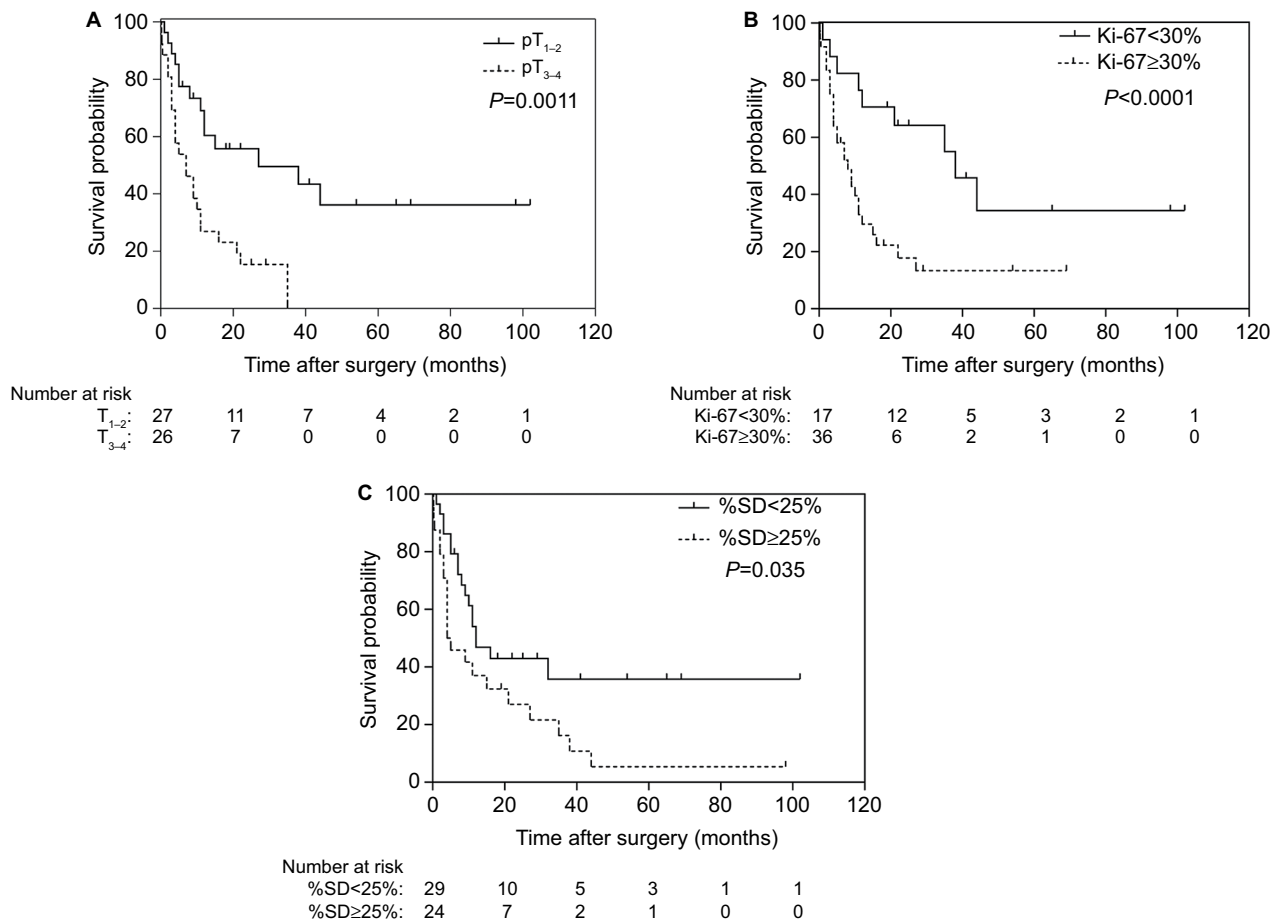 A
Survival probability
100
80
60
40
20
0
pT1–2
pT3–4
P=0.0011
0 20 40 60 80 100 120
Time after surgery (months)
Number at risk
T1–2: 27 11 7 4 2 1
T3–4: 26 7 0 0 0 0
B
Survival probability
100
80
60
40
20
0
Ki-67<30%
Ki-67≥30%
P<0.0001
0 20 40 60 80 100 120
Time after surgery (months)
Number at risk
Ki-67<30%: 17 12 5 3 2 1
Ki-67≥30%: 36 6 2 1 0 0
C
Survival probability
100
80
60
40
20
0
%SD<25%
%SD≥25%
P=0.035
0 20 40 60 80 100 120
Time after surgery (months)
Number at risk
%SD<25%: 29 10 5 3 1 1
%SD≥25%: 24 7 2 1 0 0